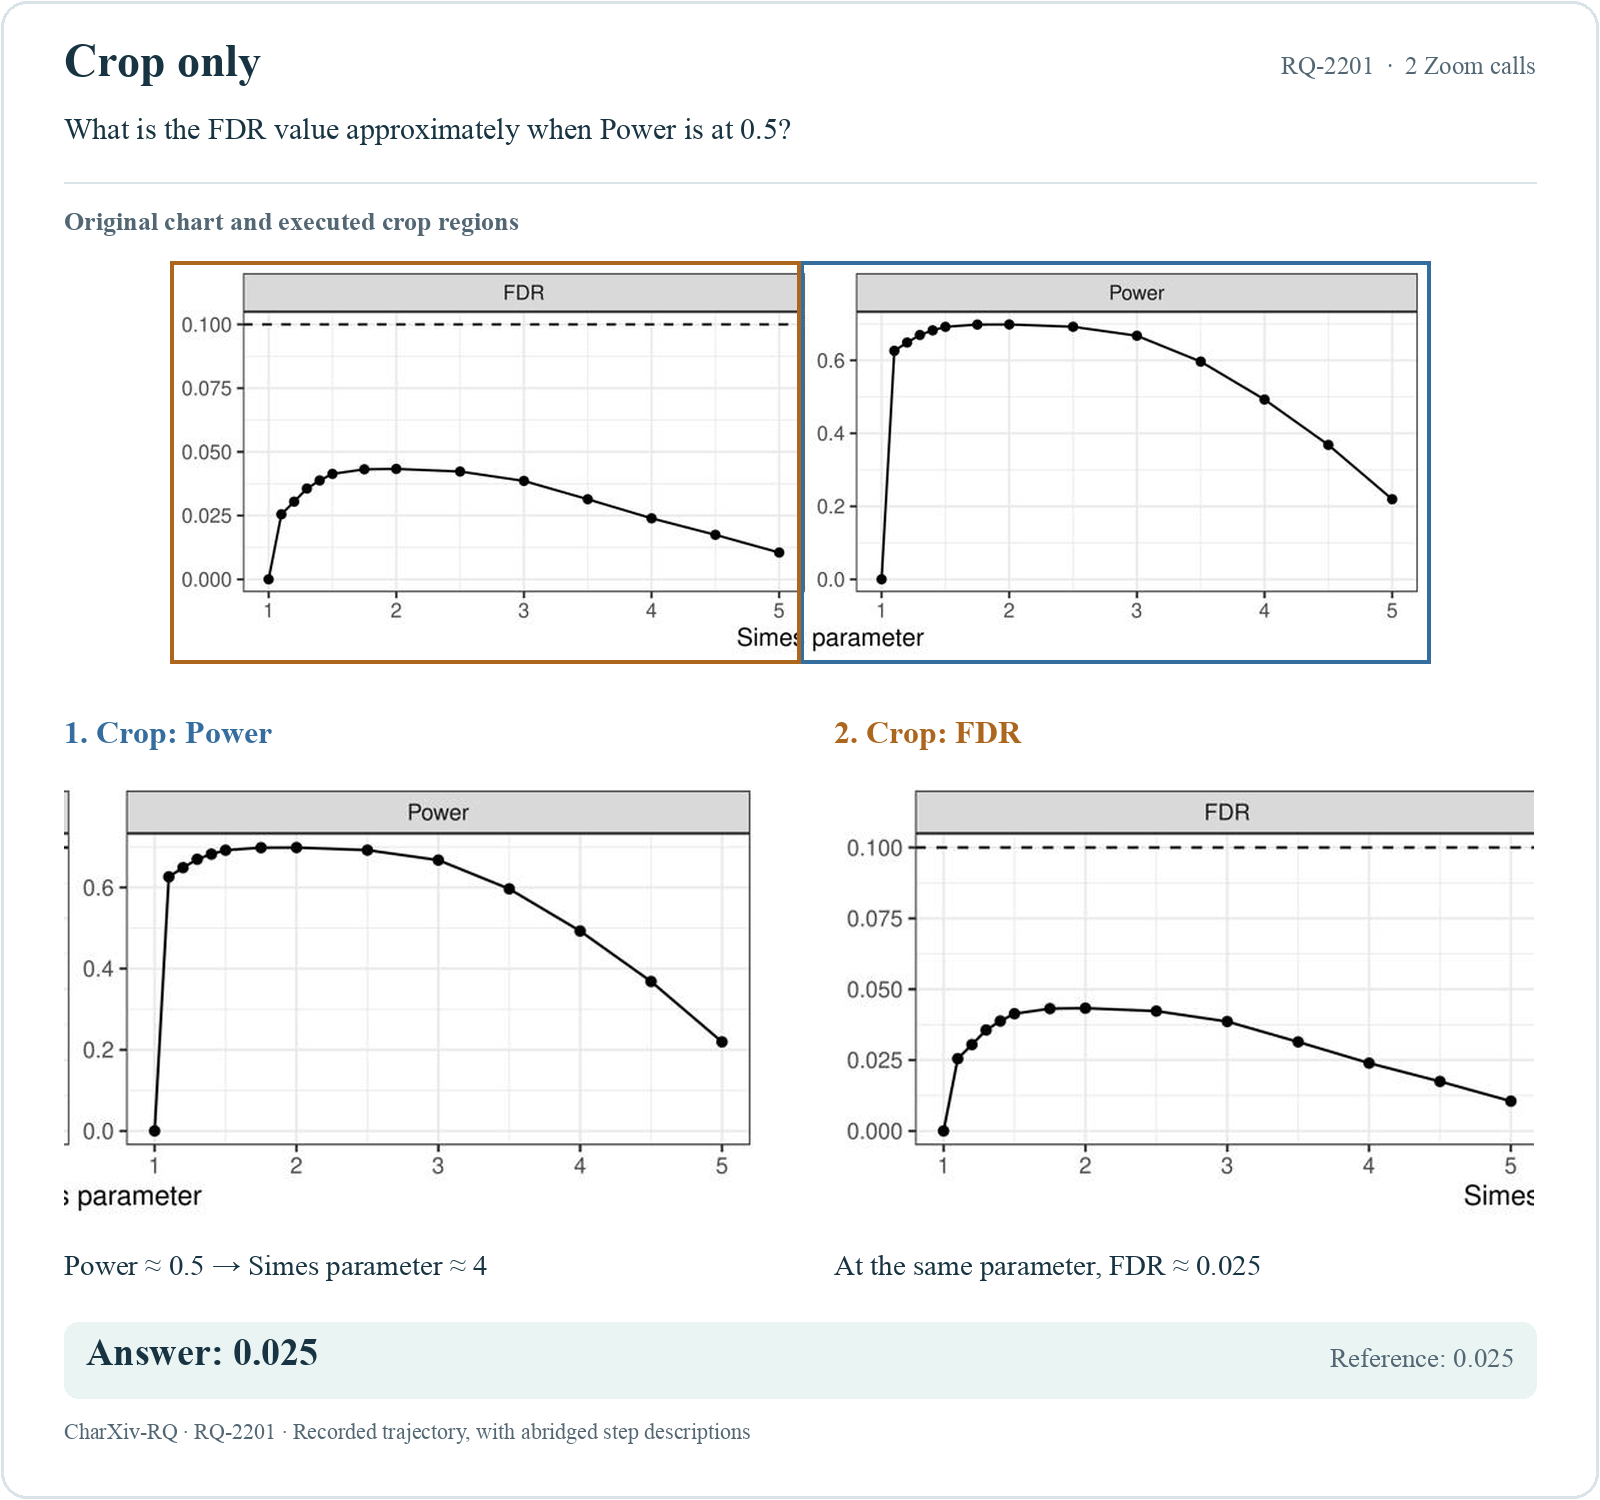 Crop only
RQ-2201 · 2 Zoom calls
What is the FDR value approximately when Power is at 0.5?
Original chart and executed crop regions
FDR
0.100
0.075
0.050
0.025
0.000
1 2 3 4 5
Power
0.6
0.4
0.2
0.0
1 2 3 4 5
Simes parameter
1. Crop: Power
Power
0.6
0.4
0.2
0.0
1 2 3 4 5
s parameter
2. Crop: FDR
FDR
0.100
0.075
0.050
0.025
0.000
1 2 3 4 5
Simes
Power ≈ 0.5 → Simes parameter ≈ 4
At the same parameter, FDR ≈ 0.025
Answer: 0.025
Reference: 0.025
CharXiv-RQ · RQ-2201 · Recorded trajectory, with abridged step descriptions